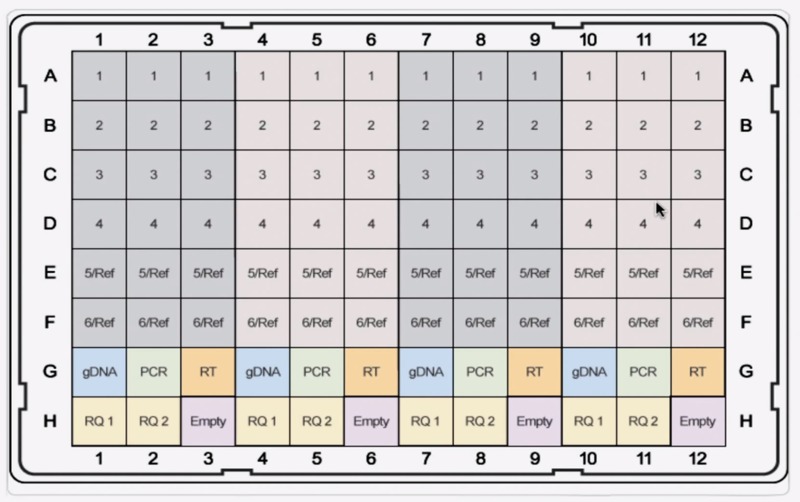 1 2 3 4 5 6 7 8 9 10 11 12
A 1 1 1 1 1 1 1 1 1 1 1 1 A
B 2 2 2 2 2 2 2 2 2 2 2 2 B
C 3 3 3 3 3 3 3 3 3 3 3 3 C
D 4 4 4 4 4 4 4 4 4 4 4 4 D
E 5/Ref 5/Ref 5/Ref 5/Ref 5/Ref 5/Ref 5/Ref 5/Ref 5/Ref 5/Ref 5/Ref 5/Ref E
F 6/Ref 6/Ref 6/Ref 6/Ref 6/Ref 6/Ref 6/Ref 6/Ref 6/Ref 6/Ref 6/Ref 6/Ref F
G gDNA PCR RT gDNA PCR RT gDNA PCR RT gDNA PCR RT G
H RQ 1 RQ 2 Empty RQ 1 RQ 2 Empty RQ 1 RQ 2 Empty RQ 1 RQ 2 Empty H
1 2 3 4 5 6 7 8 9 10 11 12